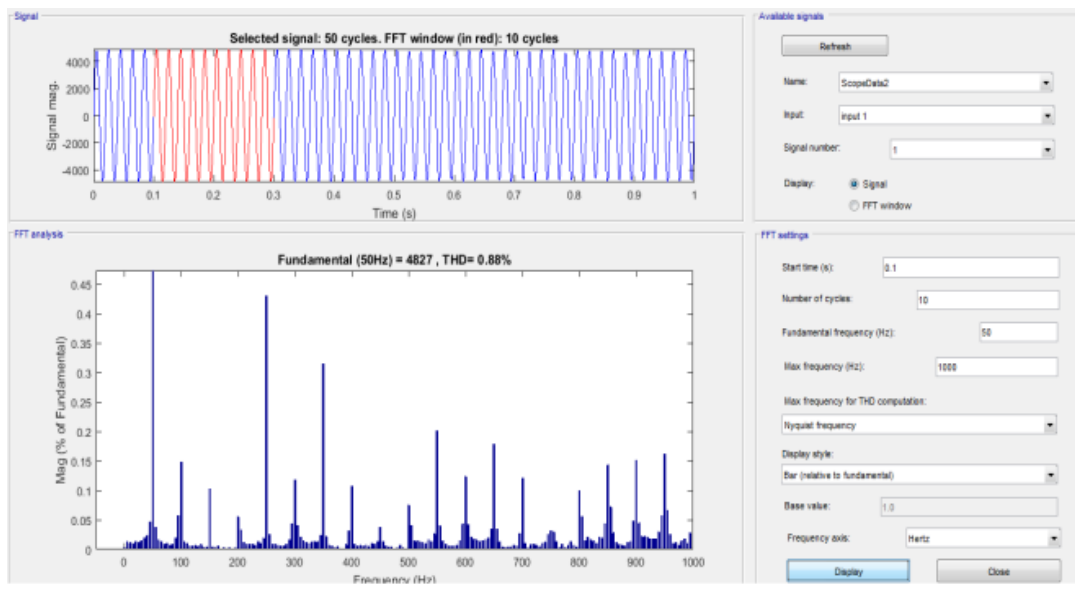 Signal
Selected signal: 50 cycles. FFT window (in red): 10 cycles
Signal mag.
4000
2000
0
-2000
-4000
0 0.1 0.2 0.3 0.4 0.5 0.6 0.7 0.8 0.9 1
Time (s)
Available signals
Refresh
Name: ScopeData2
Input: input 1
Signal number: 1
Display: Signal
FFT window
FFT analysis
Fundamental (50Hz) = 4827 , THD= 0.88%
Mag (% of Fundamental)
0.45
0.4
0.35
0.3
0.25
0.2
0.15
0.1
0.05
0
0 100 200 300 400 500 600 700 800 900 1000
Frequency (Hz)
FFT settings
Start time (s): 0.1
Number of cycles: 10
Fundamental frequency (Hz): 50
Max frequency (Hz): 1000
Max frequency for THD computation:
Nyquist frequency
Display style:
Bar (relative to fundamental)
Base value: 1.0
Frequency axis: Hertz
Display Close